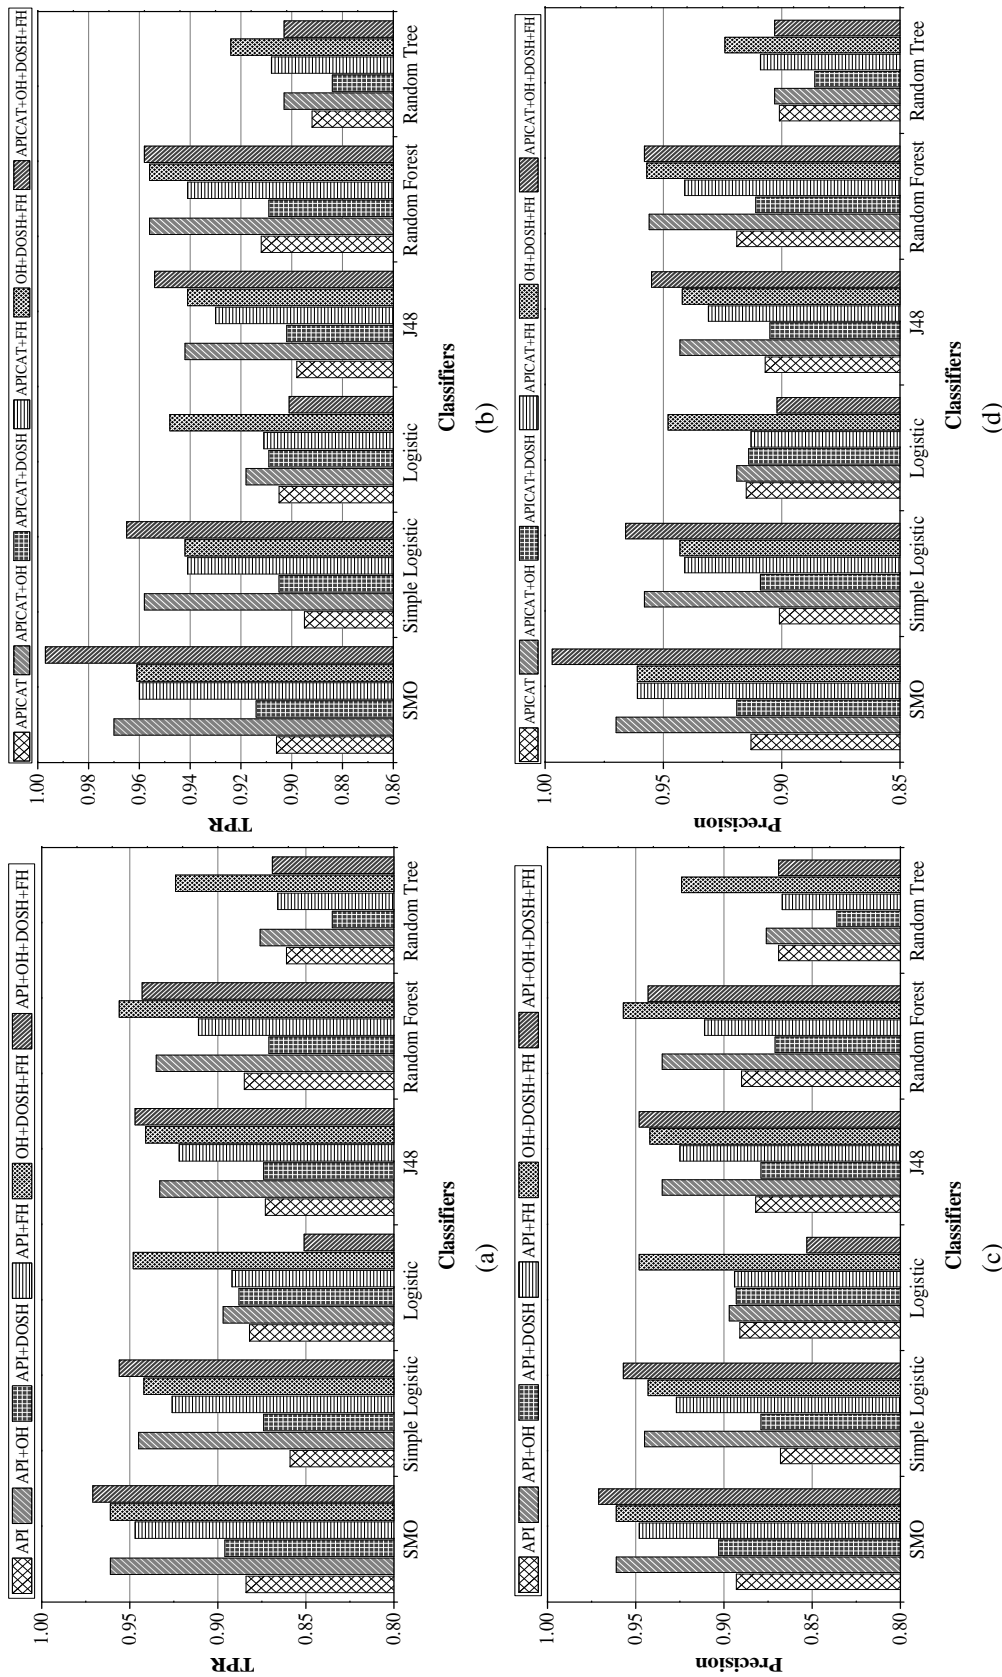 API API+OH API+DOSH API+FH OH+DOSH+FH API+OH+DOSH+FH
1.00
0.95
0.90
0.85
0.80
TPR
SMO Simple Logistic Logistic J48 Random Forest Random Tree
Classifiers
(a)
APICAT APICAT+OH APICAT+DOSH APICAT+FH OH+DOSH+FH APICAT+OH+DOSH+FH
1.00
0.98
0.96
0.94
0.92
0.90
0.88
0.86
TPR
SMO Simple Logistic Logistic J48 Random Forest Random Tree
Classifiers
(b)
API API+OH API+DOSH API+FH OH+DOSH+FH API+OH+DOSH+FH
1.00
0.95
0.90
0.85
0.80
Precision
SMO Simple Logistic Logistic J48 Random Forest Random Tree
Classifiers
(c)
APICAT APICAT+OH APICAT+DOSH APICAT+FH OH+DOSH+FH APICAT+OH+DOSH+FH
1.00
0.95
0.90
0.85
Precision
SMO Simple Logistic Logistic J48 Random Forest Random Tree
Classifiers
(d)